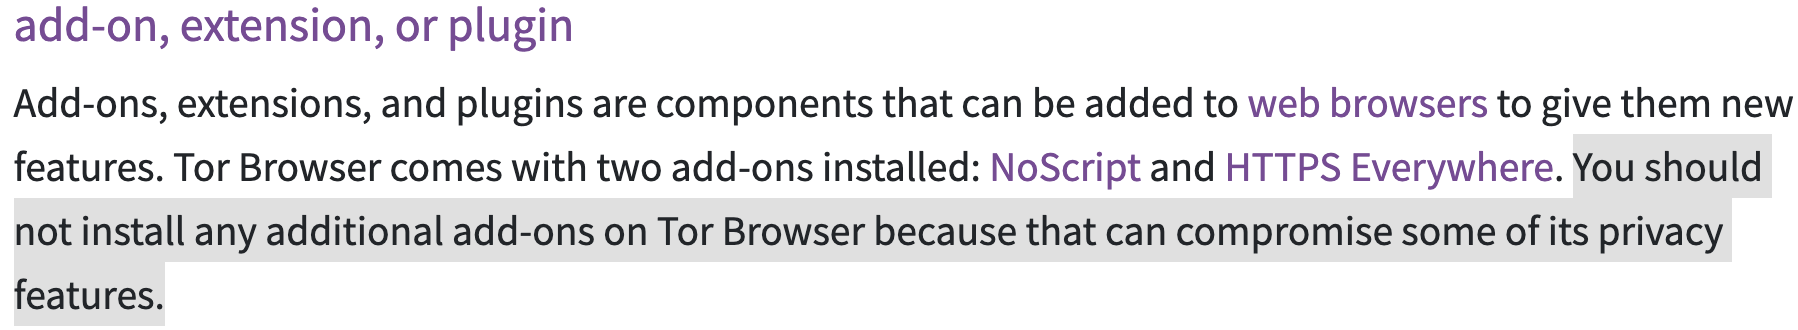 add-on, extension, or plugin
Add-ons, extensions, and plugins are components that can be added to web browsers to give them new
features. Tor Browser comes with two add-ons installed: NoScript and HTTPS Everywhere. You should
not install any additional add-ons on Tor Browser because that can compromise some of its privacy
features.